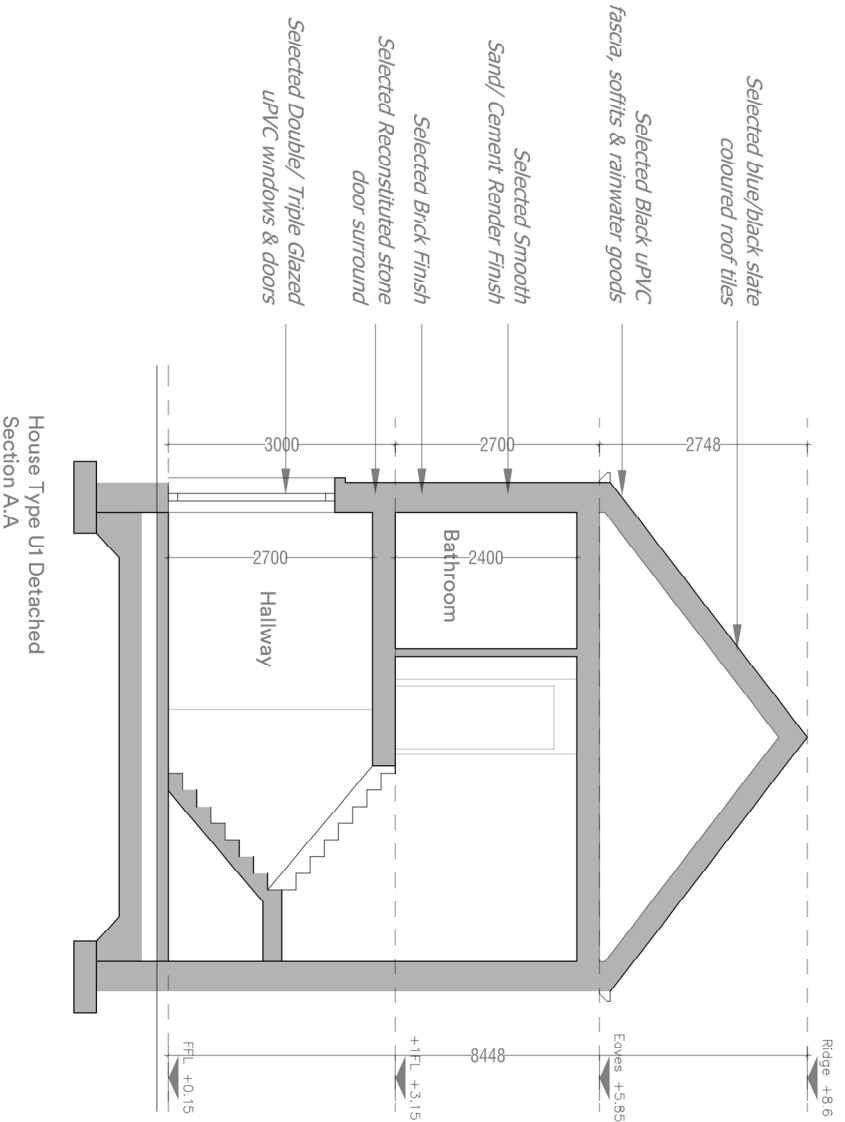 Selected blue/black slate
coloured roof tiles
Selected Black uPVC
fascia, soffits & rainwater goods
Selected Smooth
Sand/ Cement Render Finish
Selected Brick Finish
Selected Reconstituted stone
door surround
Selected Double/ Triple Glazed
uPVC windows & doors
2748
2700
3000
2400
2700
Bathroom
Hallway
8448
Ridge +8.6
Eaves +5.85
+1FL +3.15
FFL +0.15
House Type U1 Detached
Section A.A